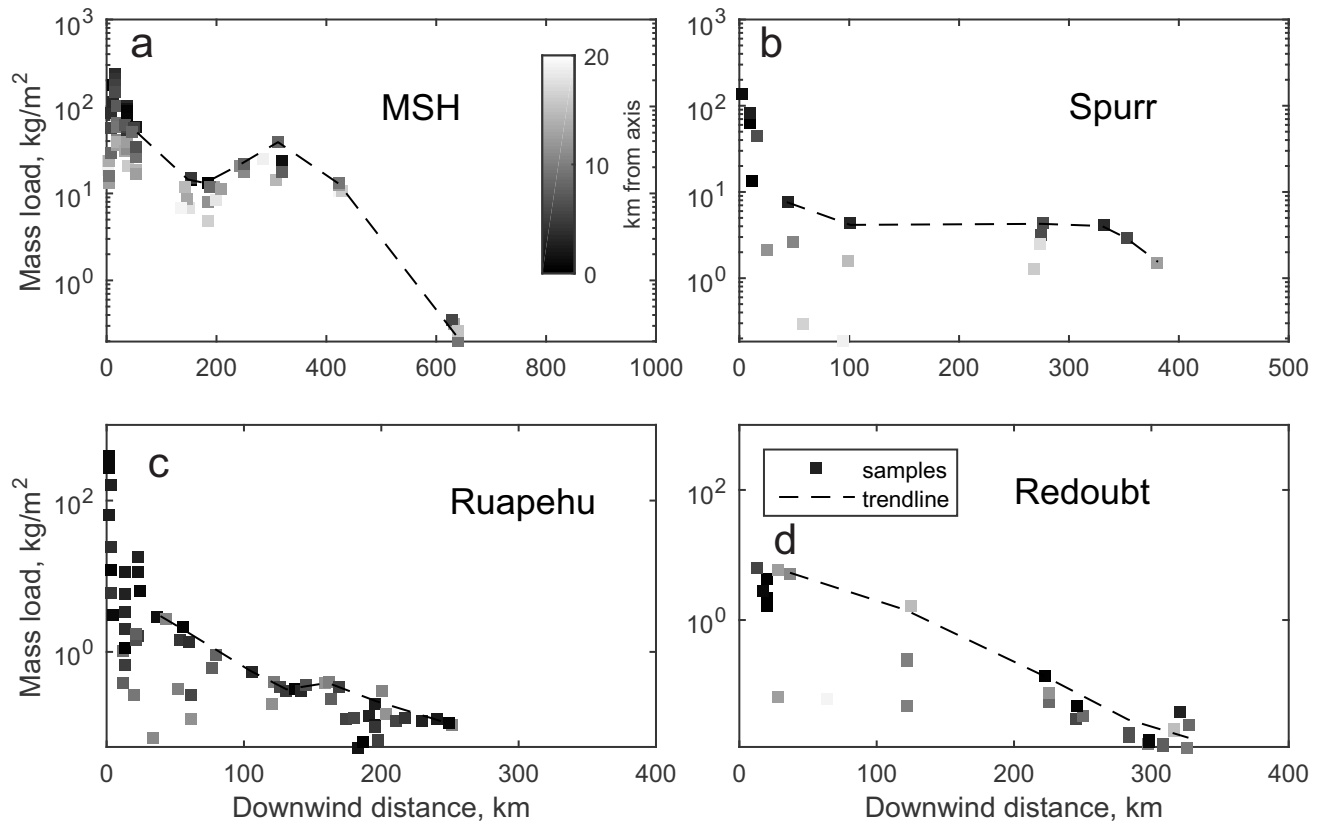 a
MSH
Mass load, kg/m²
10³
10²
10¹
10⁰
0 200 400 600 800 1000
20
10
0
km from axis
b
Spurr
10³
10²
10¹
10⁰
0 100 200 300 400 500
c
Ruapehu
Mass load, kg/m²
10²
10⁰
0 100 200 300 400
Downwind distance, km
samples
trendline
d
Redoubt
10²
10⁰
0 100 200 300 400
Downwind distance, km